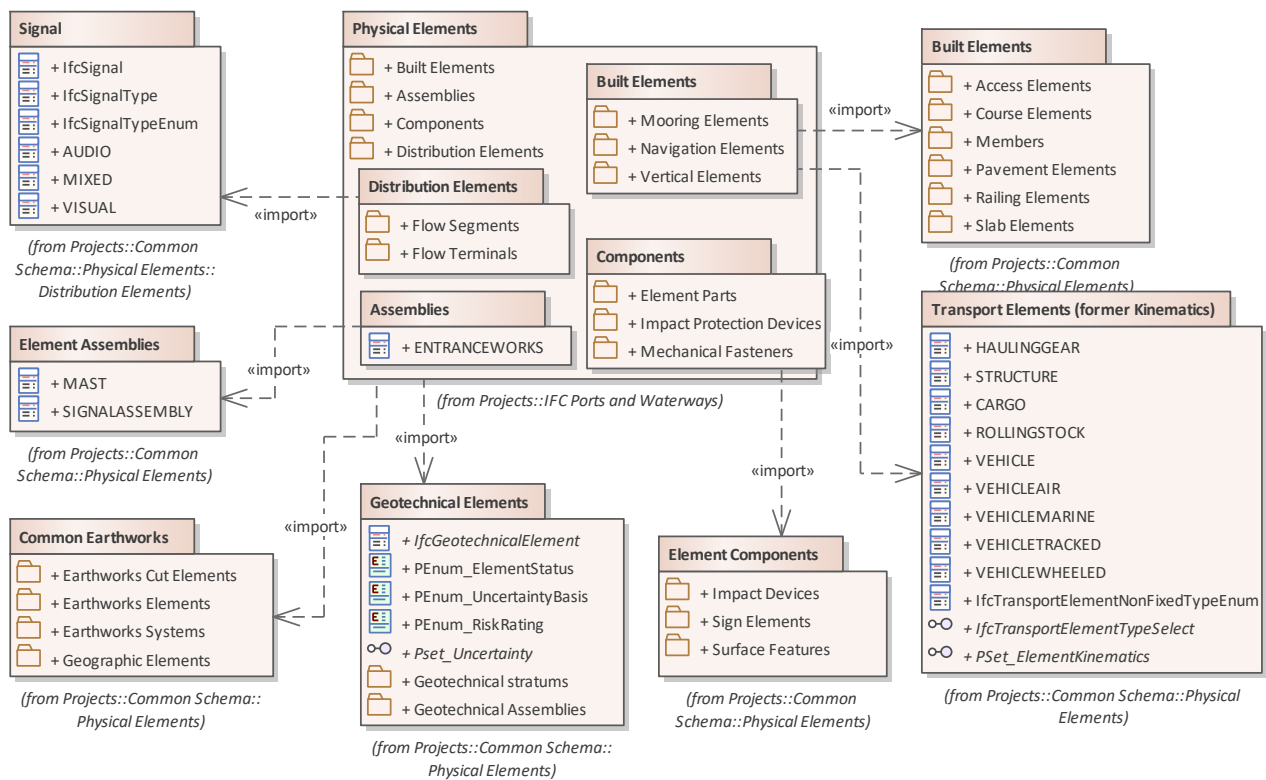 Signal
+ IfcSignal
+ IfcSignalType
+ IfcSignalTypeEnum
+ AUDIO
+ MIXED
+ VISUAL
(from Projects::Common
Schema::Physical Elements::
Distribution Elements)
Physical Elements
+ Built Elements
+ Assemblies
+ Components
+ Distribution Elements
Built Elements
+ Mooring Elements
+ Navigation Elements
+ Vertical Elements
Distribution Elements
+ Flow Segments
+ Flow Terminals
Components
+ Element Parts
+ Impact Protection Devices
+ Mechanical Fasteners
Assemblies
+ ENTRANCEWORKS
(from Projects::IFC Ports and Waterways)
«import»
«import»
«import»
«import»
«import»
«import»
«import»
Built Elements
+ Access Elements
+ Course Elements
+ Members
+ Pavement Elements
+ Railing Elements
+ Slab Elements
(from Projects::Common
Schema::Physical Elements)
Element Assemblies
+ MAST
+ SIGNALASSEMBLY
(from Projects::Common
Schema::Physical Elements)
Transport Elements (former Kinematics)
+ HAULINGGEAR
+ STRUCTURE
+ CARGO
+ ROLLINGSTOCK
+ VEHICLE
+ VEHICLEAIR
+ VEHICLEMARINE
+ VEHICLETRACKED
+ VEHICLEWHEELED
+ IfcTransportElementNonFixedTypeEnum
+ IfcTransportElementTypeSelect
+ PSet_ElementKinematics
(from Projects::Common Schema::Physical
Elements)
Common Earthworks
+ Earthworks Cut Elements
+ Earthworks Elements
+ Earthworks Systems
+ Geographic Elements
(from Projects::Common Schema::
Physical Elements)
Geotechnical Elements
+ IfcGeotechnicalElement
+ PEnum_ElementStatus
+ PEnum_UncertaintyBasis
+ PEnum_RiskRating
+ Pset_Uncertainty
+ Geotechnical stratums
+ Geotechnical Assemblies
(from Projects::Common Schema::
Physical Elements)
Element Components
+ Impact Devices
+ Sign Elements
+ Surface Features
(from Projects::Common
Schema::Physical Elements)